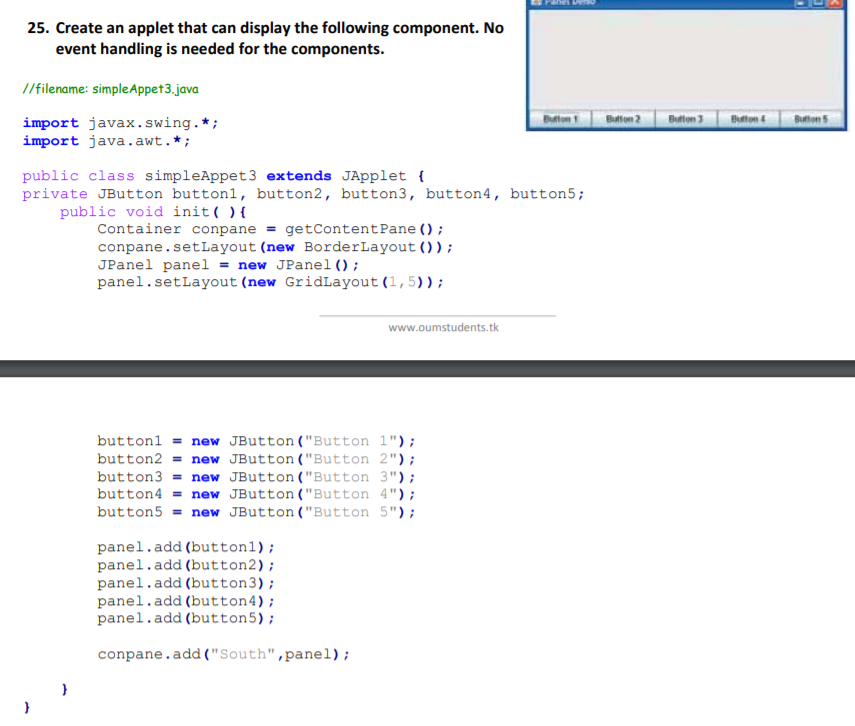 Panel Demo
25. Create an applet that can display the following component. No
event handling is needed for the components.
Button 1 Button 2 Button 3 Button 4 Button 5
//filename: simpleAppet3.java
import javax.swing.*;
import java.awt.*;
public class simpleAppet3 extends JApplet {
private JButton button1, button2, button3, button4, button5;
public void init( ){
Container conpane = getContentPane();
conpane.setLayout(new BorderLayout());
JPanel panel = new JPanel();
panel.setLayout(new GridLayout(1,5));
www.oumstudents.tk
button1 = new JButton("Button 1");
button2 = new JButton("Button 2");
button3 = new JButton("Button 3");
button4 = new JButton("Button 4");
button5 = new JButton("Button 5");
panel.add(button1);
panel.add(button2);
panel.add(button3);
panel.add(button4);
panel.add(button5);
conpane.add("South",panel);
}
}